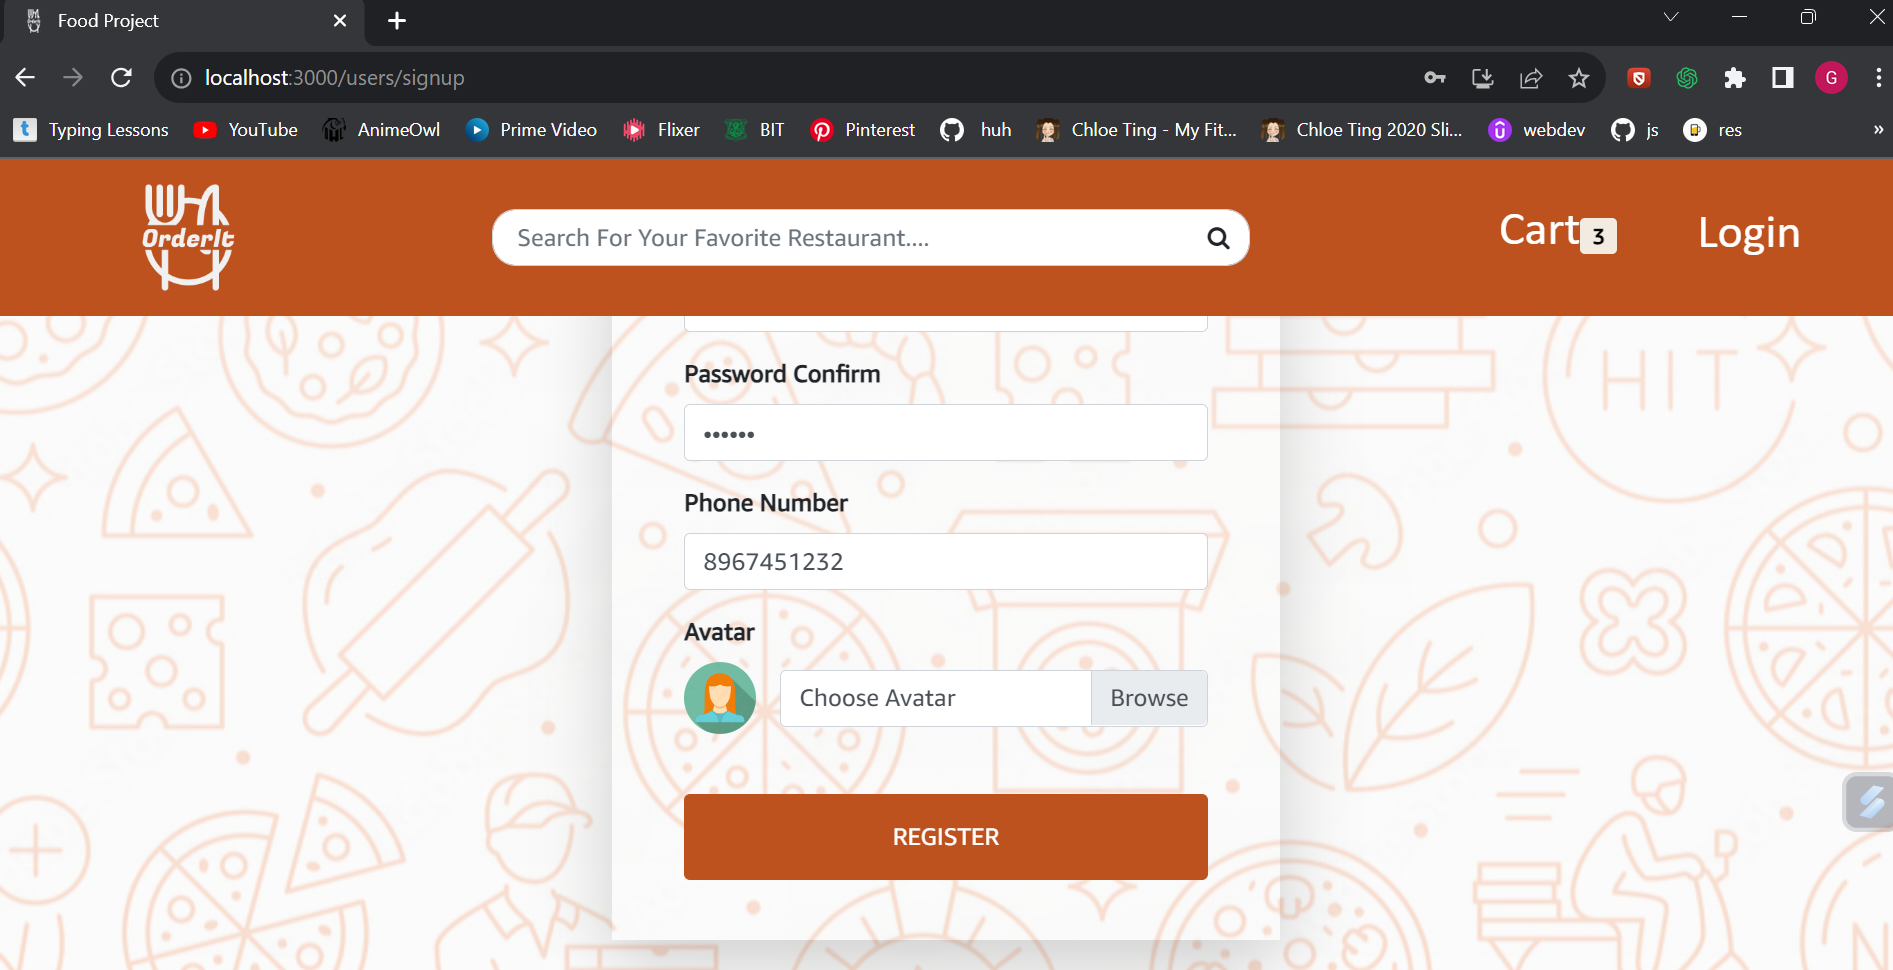 Food Project
localhost:3000/users/signup
G
Typing Lessons YouTube AnimeOwl Prime Video Flixer BIT Pinterest huh Chloe Ting - My Fit... Chloe Ting 2020 Sli... webdev js res »
OrderIt
Search For Your Favorite Restaurant....
Cart 3
Login
Password Confirm
••••••
Phone Number
8967451232
Avatar
Choose Avatar Browse
REGISTER
HIT
N